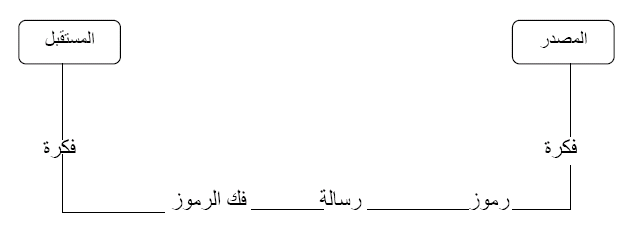 المصدر المستقبل
فكرة فكرة
رموز رسالة فك الرموز